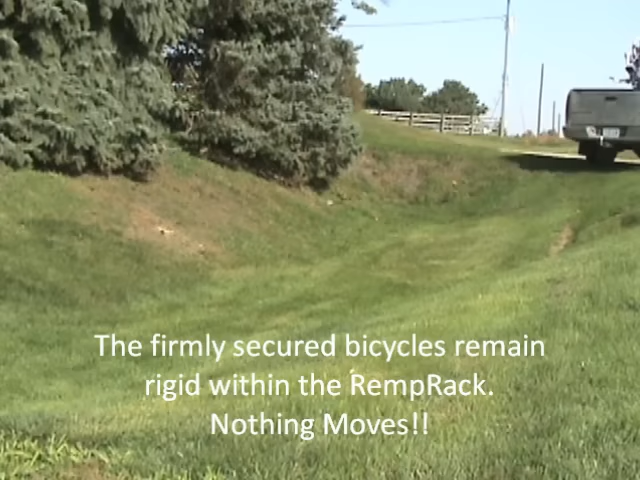 The firmly secured bicycles remain
rigid within the RempRack.
Nothing Moves!!